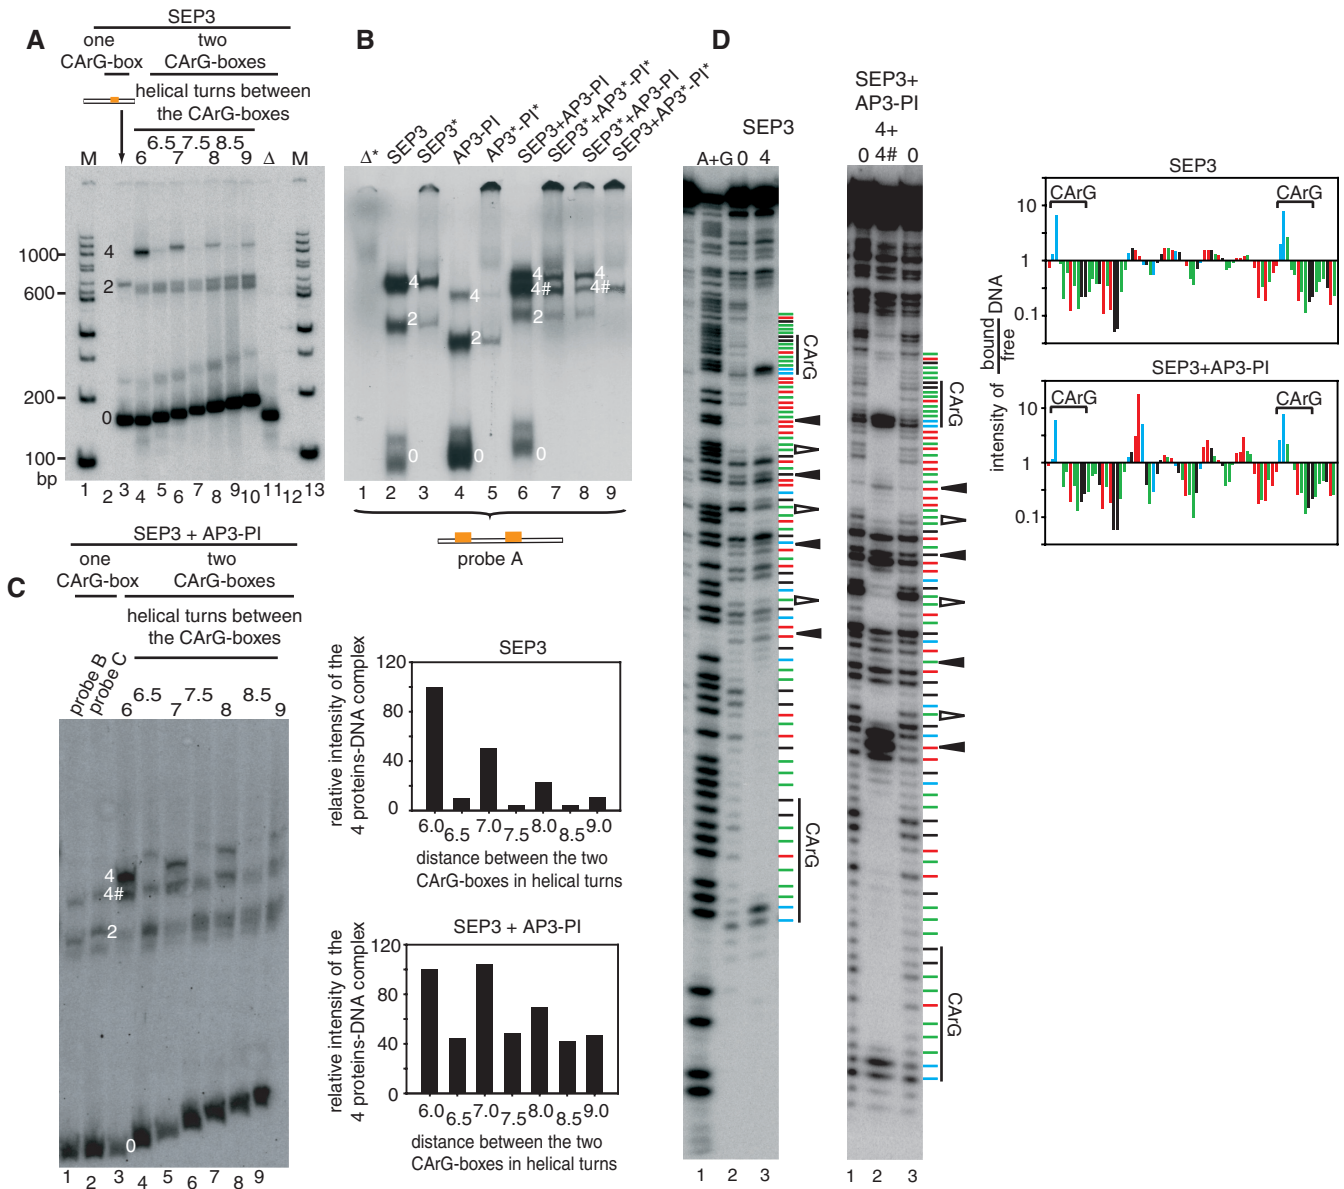 A
SEP3
one
CArG-box
two
CArG-boxes
helical turns between
the CArG-boxes
6.5 7.5 8.5
M 6 7 8 9 Δ M
1000
600
200
100
bp
4
2
0
1 2 3 4 5 6 7 8 9 10 11 12 13
B
Δ*
SEP3
SEP3*
AP3-PI
AP3*-PI*
SEP3+AP3-PI
SEP3*+AP3*-PI*
SEP3*+AP3-PI
SEP3+AP3*-PI*
4
2
0
4
2
0
4
4#
2
0
4
4#
1 2 3 4 5 6 7 8 9
probe A
C
SEP3 + AP3-PI
one
CArG-box
two
CArG-boxes
helical turns between
the CArG-boxes
probe B
probe C
6 6.5 7 7.5 8 8.5 9
4
4#
2
0
1 2 3 4 5 6 7 8 9
SEP3
relative intensity of the
4 proteins-DNA complex
120
80
40
0
6.0 6.5 7.0 7.5 8.0 8.5 9.0
distance between the two
CArG-boxes in helical turns
SEP3 + AP3-PI
relative intensity of the
4 proteins-DNA complex
120
80
40
0
6.0 6.5 7.0 7.5 8.0 8.5 9.0
distance between the two
CArG-boxes in helical turns
D
SEP3
A+G 0 4
CArG
CArG
1 2 3
SEP3+
AP3-PI
4+
0 4# 0
CArG
CArG
1 2 3
SEP3
CArG
CArG
10
1
0.1
intensity of bound free DNA
SEP3+AP3-PI
CArG
CArG
10
1
0.1